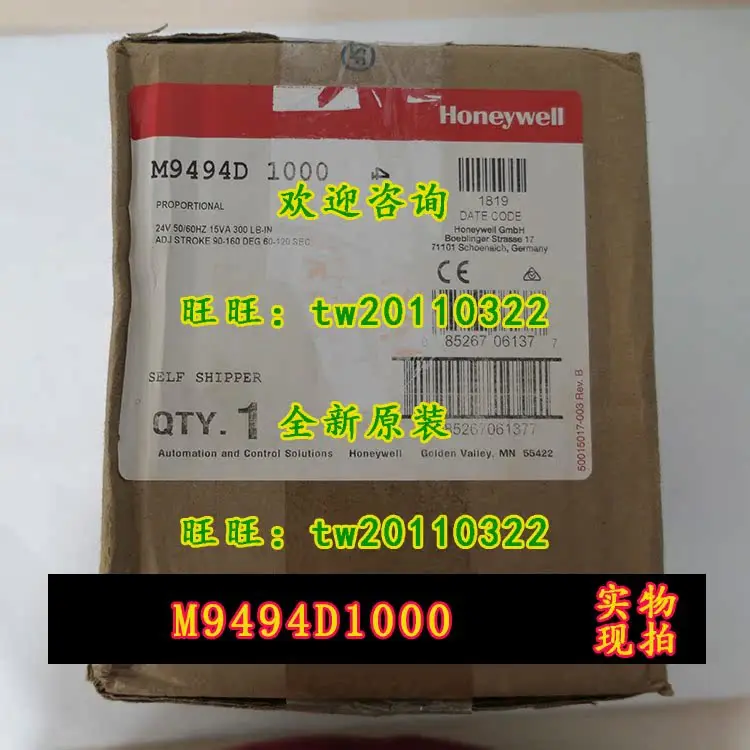 Honeywell
M9494D 1000 4
1819
DATE CODE
欢迎咨询
PROPORTIONAL
24V 50/60HZ 15VA 300 LB-IN
ADJ STROKE 90-160 DEG 60-120 SEC
Honeywell GmbH
Boeblinger Strasse 17
71101 Schoenaich, Germany
CE
旺旺：tw20110322
85267 06137 7
SELF SHIPPER
QTY. 1
全新原装
85267061377
50015017-003 Rev. B
Automation and Control Solutions Honeywell Golden Valley, MN 55422
旺旺：tw20110322
M9494D1000
实物
现拍